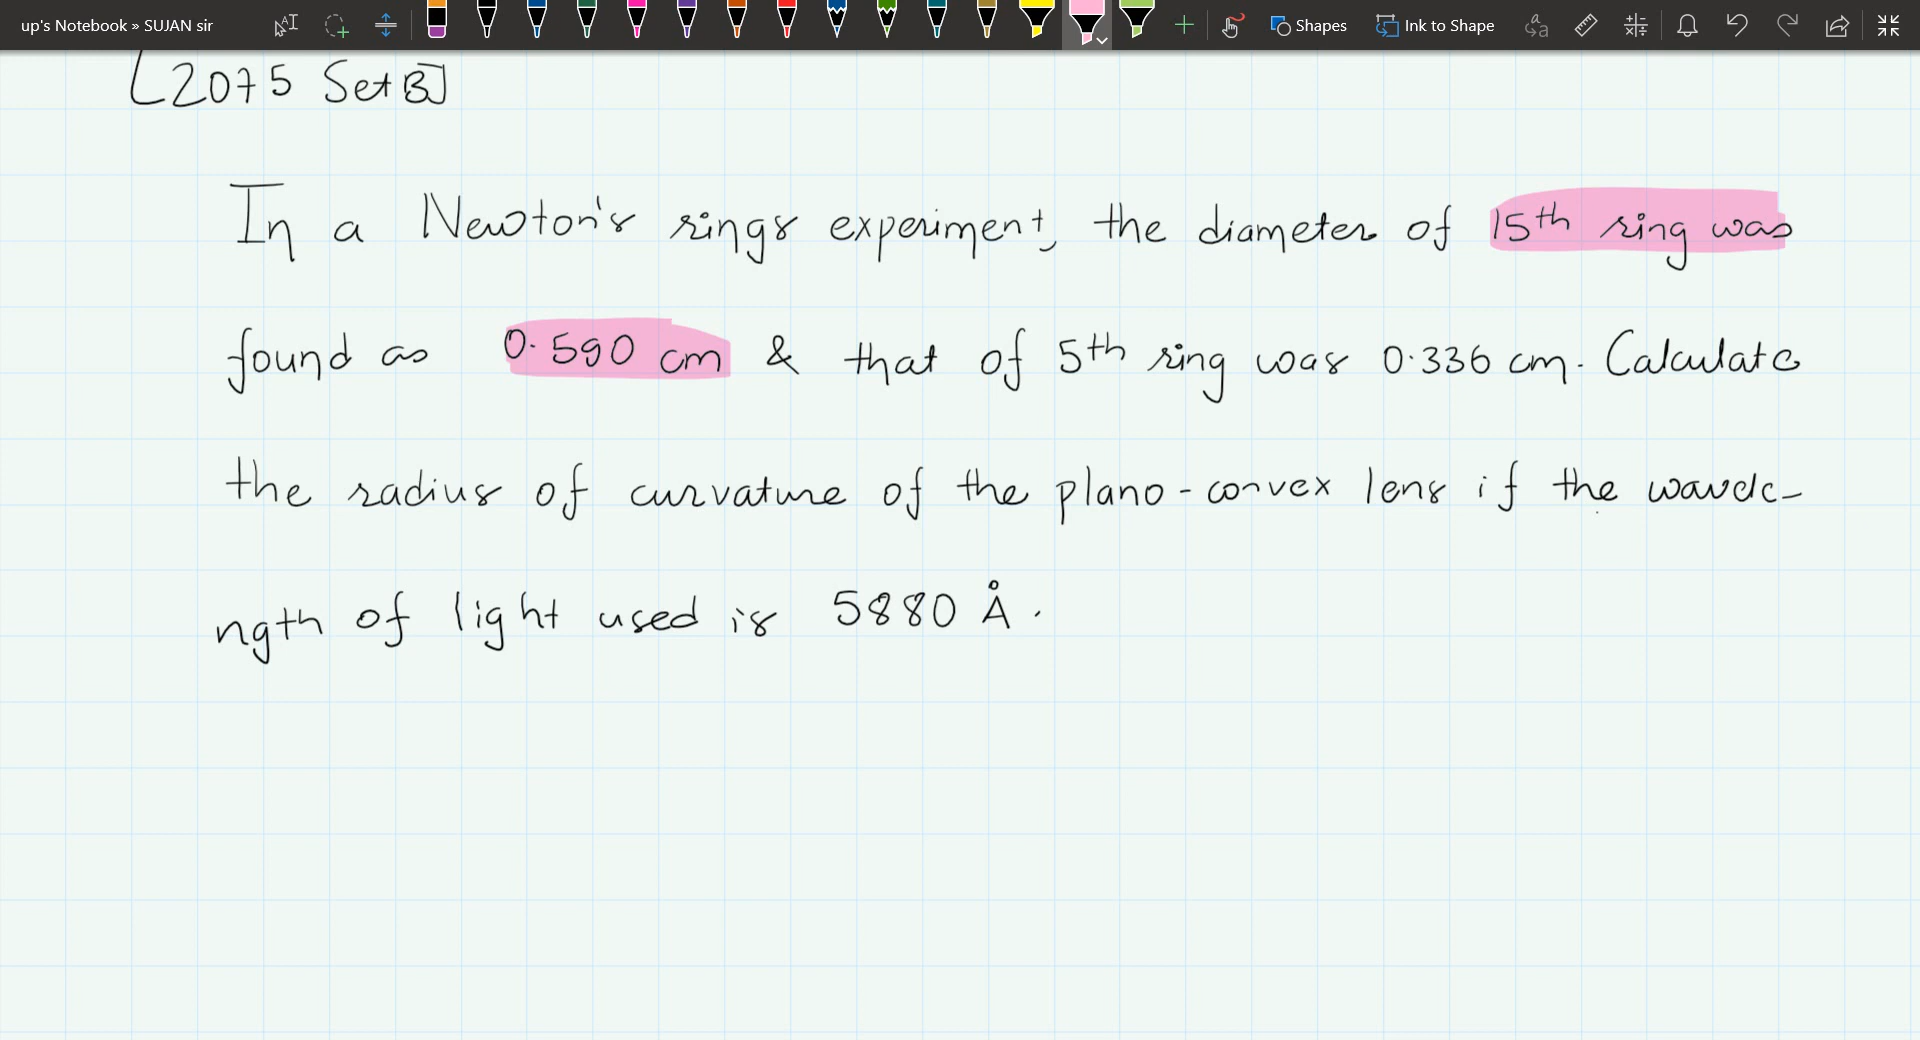 up's Notebook » SUJAN sir Shapes Ink to Shape
[2075 Set B]
In a Newton's rings experiment, the diameter of 15th ring was
found as 0.590 cm & that of 5th ring was 0.336 cm. Calculate
the radius of curvature of the plano-convex lens if the wavele-
ngth of light used is 5880 Å.